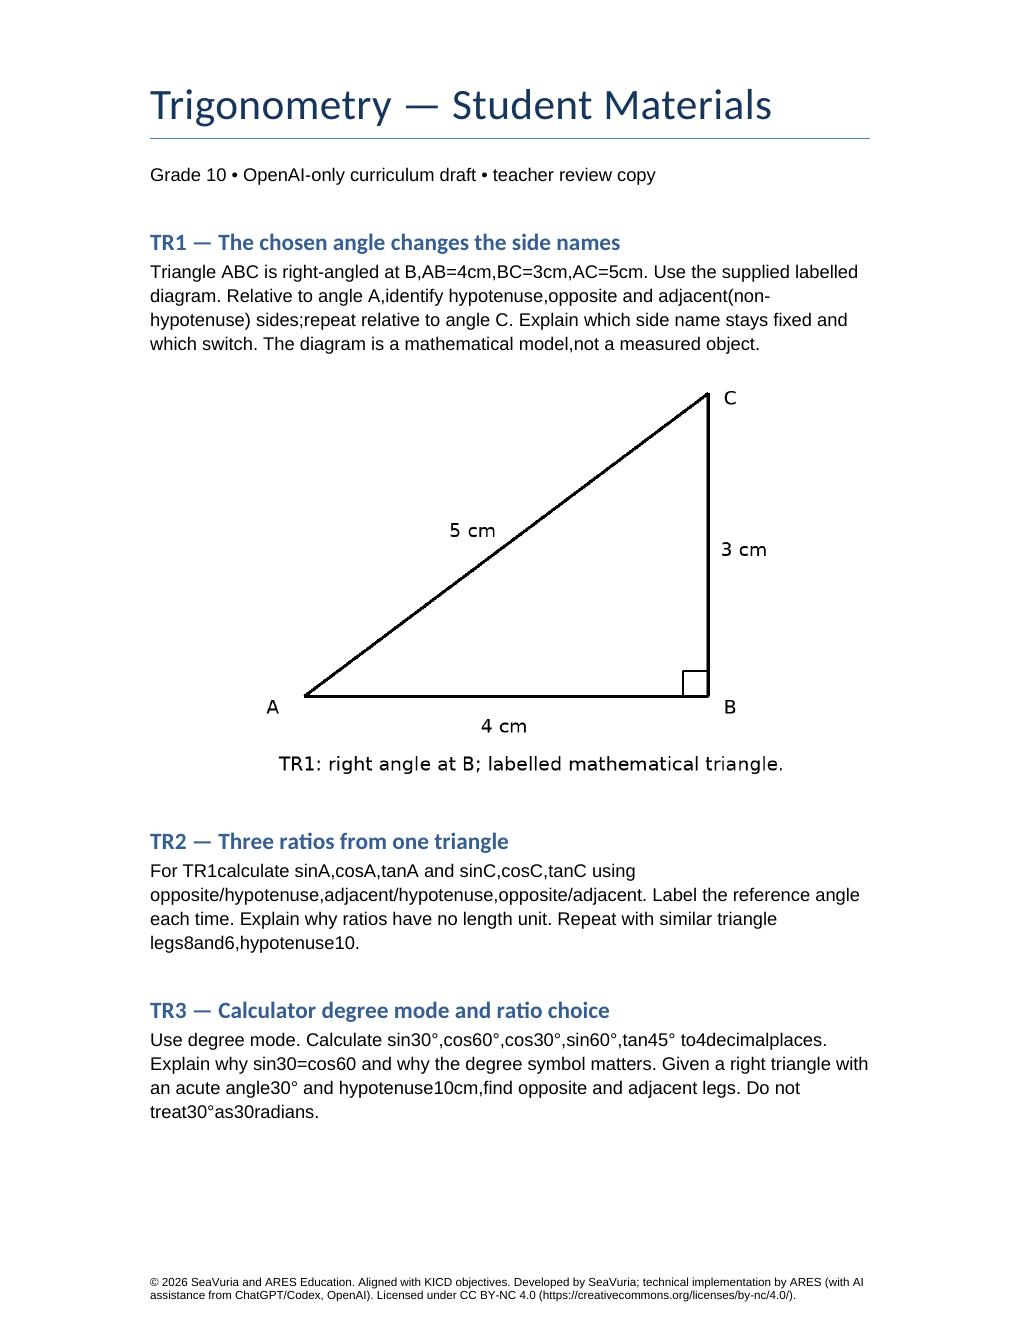 Trigonometry — Student Materials
Grade 10 • OpenAI-only curriculum draft • teacher review copy
TR1 — The chosen angle changes the side names
Triangle ABC is right-angled at B,AB=4cm,BC=3cm,AC=5cm. Use the supplied labelled
diagram. Relative to angle A,identify hypotenuse,opposite and adjacent(non-
hypotenuse) sides;repeat relative to angle C. Explain which side name stays fixed and
which switch. The diagram is a mathematical model,not a measured object.
C
5 cm
3 cm
A
B
4 cm
TR1: right angle at B; labelled mathematical triangle.
TR2 — Three ratios from one triangle
For TR1calculate sinA,cosA,tanA and sinC,cosC,tanC using
opposite/hypotenuse,adjacent/hypotenuse,opposite/adjacent. Label the reference angle
each time. Explain why ratios have no length unit. Repeat with similar triangle
legs8and6,hypotenuse10.
TR3 — Calculator degree mode and ratio choice
Use degree mode. Calculate sin30°,cos60°,cos30°,sin60°,tan45° to4decimalplaces.
Explain why sin30=cos60 and why the degree symbol matters. Given a right triangle with
an acute angle30° and hypotenuse10cm,find opposite and adjacent legs. Do not
treat30°as30radians.
© 2026 SeaVuria and ARES Education. Aligned with KICD objectives. Developed by SeaVuria; technical implementation by ARES (with AI
assistance from ChatGPT/Codex, OpenAI). Licensed under CC BY-NC 4.0 (https://creativecommons.org/licenses/by-nc/4.0/).